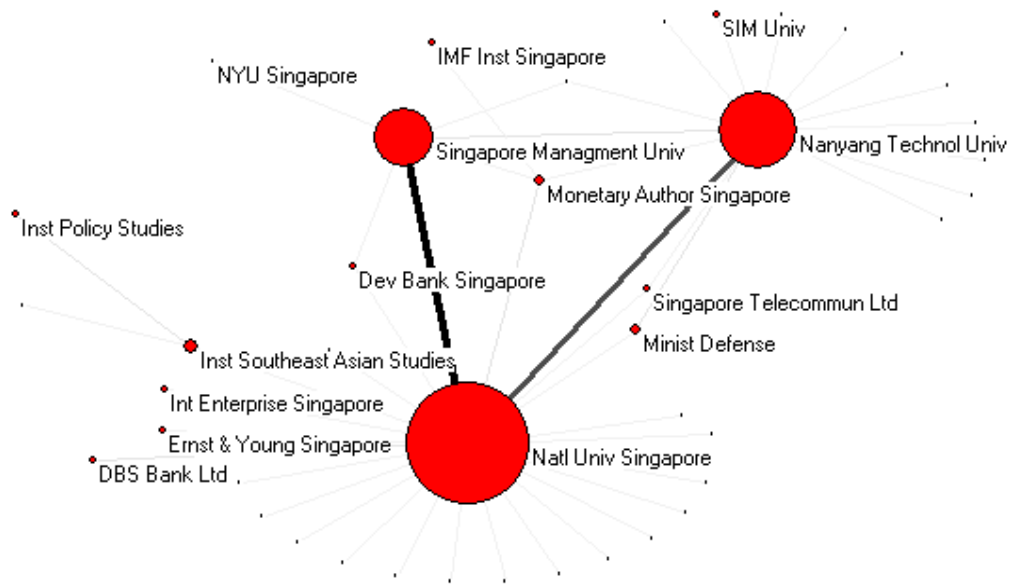 SIM Univ
IMF Inst Singapore
NYU Singapore
Nanyang Technol Univ
Singapore Managment Univ
Monetary Author Singapore
Inst Policy Studies
Dev Bank Singapore
Singapore Telecommun Ltd
Minist Defense
Inst Southeast Asian Studies
Int Enterprise Singapore
Ernst & Young Singapore
Natl Univ Singapore
DBS Bank Ltd